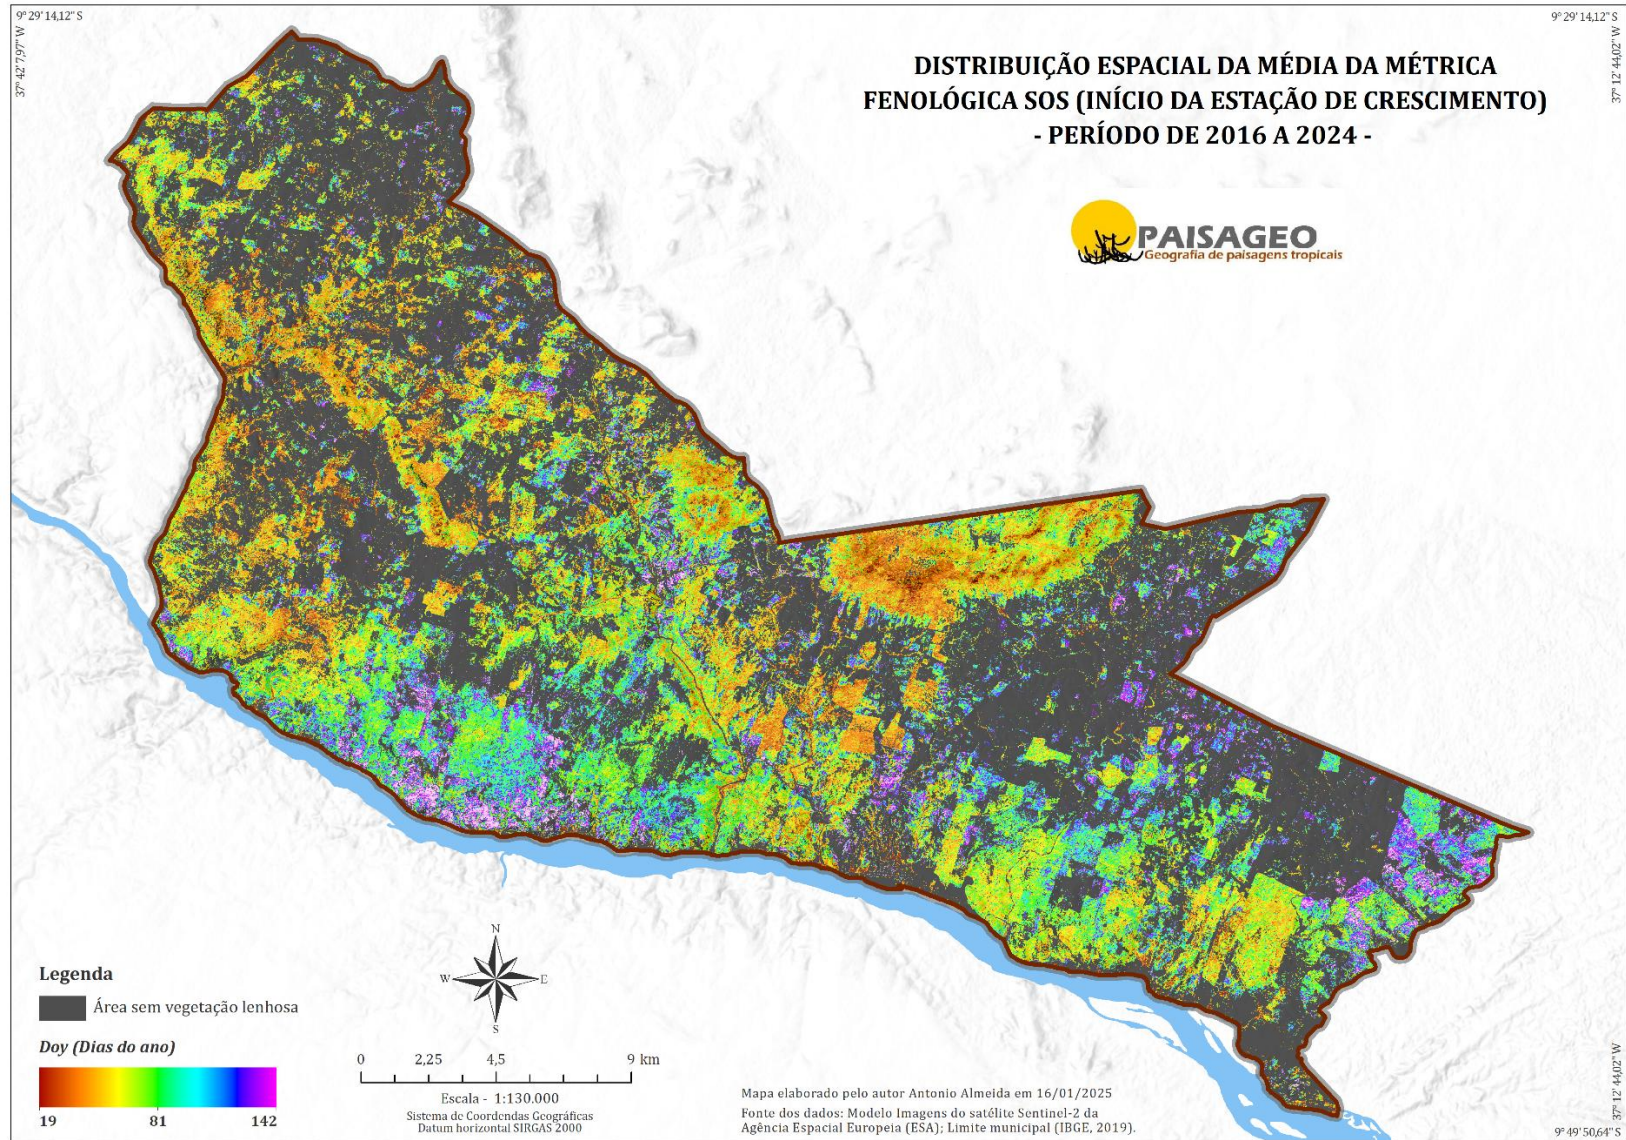 9° 29' 14,12" S
9° 29' 14,12" S
37° 42' 7,97" W
37° 12' 44,02" W
DISTRIBUIÇÃO ESPACIAL DA MÉDIA DA MÉTRICA
FENOLÓGICA SOS (INÍCIO DA ESTAÇÃO DE CRESCIMENTO)
- PERÍODO DE 2016 A 2024 -
PAISAGEO
Geografia de paisagens tropicais
N
W
E
S
Legenda
Área sem vegetação lenhosa
Doy (Dias do ano)
19 81 142
0 2,25 4,5 9 km
Escala - 1:130.000
Sistema de Coordendas Geográficas
Datum horizontal SIRGAS 2000
Mapa elaborado pelo autor Antonio Almeida em 16/01/2025
Fonte dos dados: Modelo Imagens do satélite Sentinel-2 da
Agência Espacial Europeia (ESA); Limite municipal (IBGE, 2019).
37° 12' 44,02" W
9° 49' 50,64" S